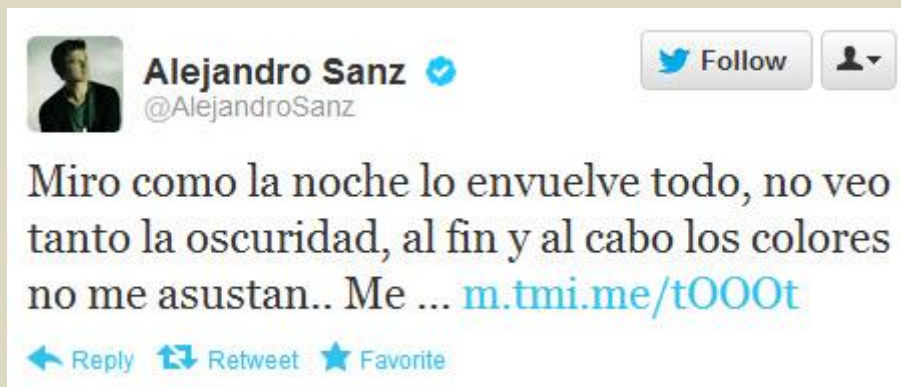 Alejandro Sanz
@AlejandroSanz
Follow
Miro como la noche lo envuelve todo, no veo
tanto la oscuridad, al fin y al cabo los colores
no me asustan.. Me ... m.tmi.me/tOOOt
Reply Retweet Favorite